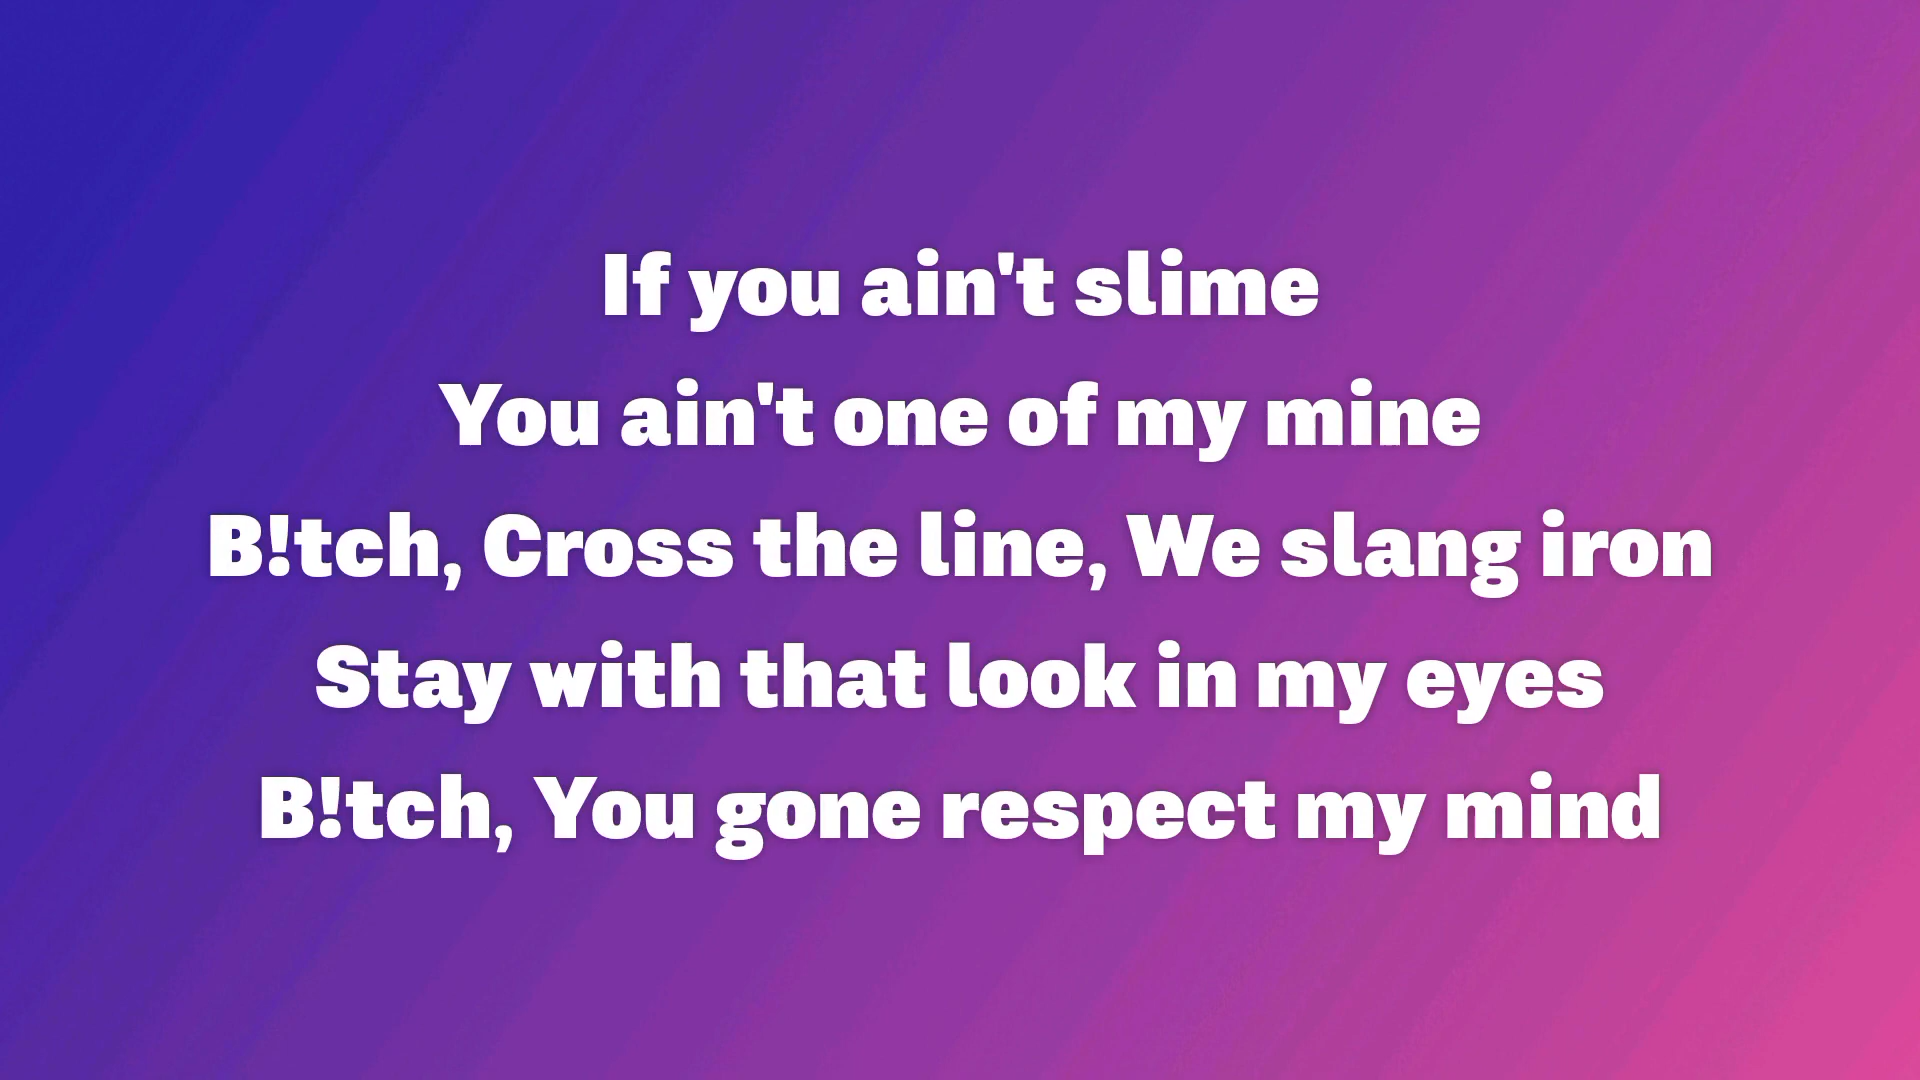 If you ain't slime
You ain't one of my mine
B!tch, Cross the line, We slang iron
Stay with that look in my eyes
B!tch, You gone respect my mind